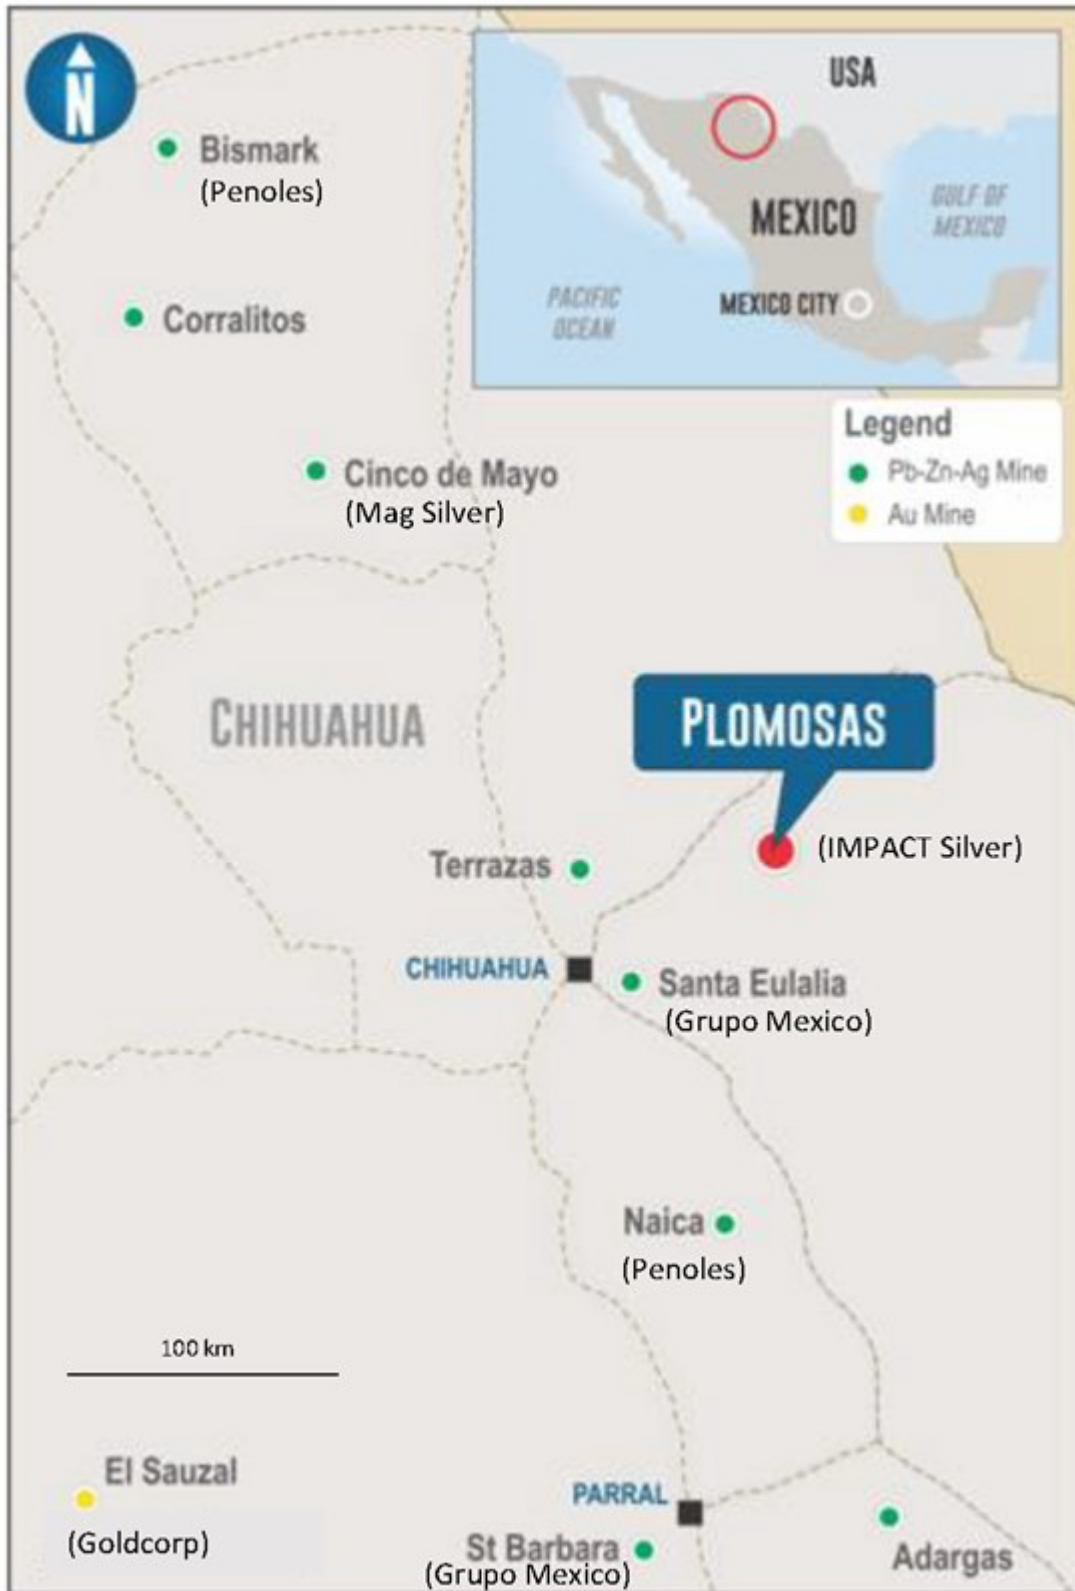 N
USA
MEXICO
GULF OF
MEXICO
PACIFIC
OCEAN
MEXICO CITY
Bismark
(Penoles)
Corralitos
Legend
Pb-Zn-Ag Mine
Au Mine
Cinco de Mayo
(Mag Silver)
CHIHUAHUA
PLOMOSAS
(IMPACT Silver)
Terrazas
CHIHUAHUA
Santa Eulalia
(Grupo Mexico)
Naica
(Penoles)
100 km
El Sauzal
(Goldcorp)
PARRAL
St Barbara
(Grupo Mexico)
Adargas